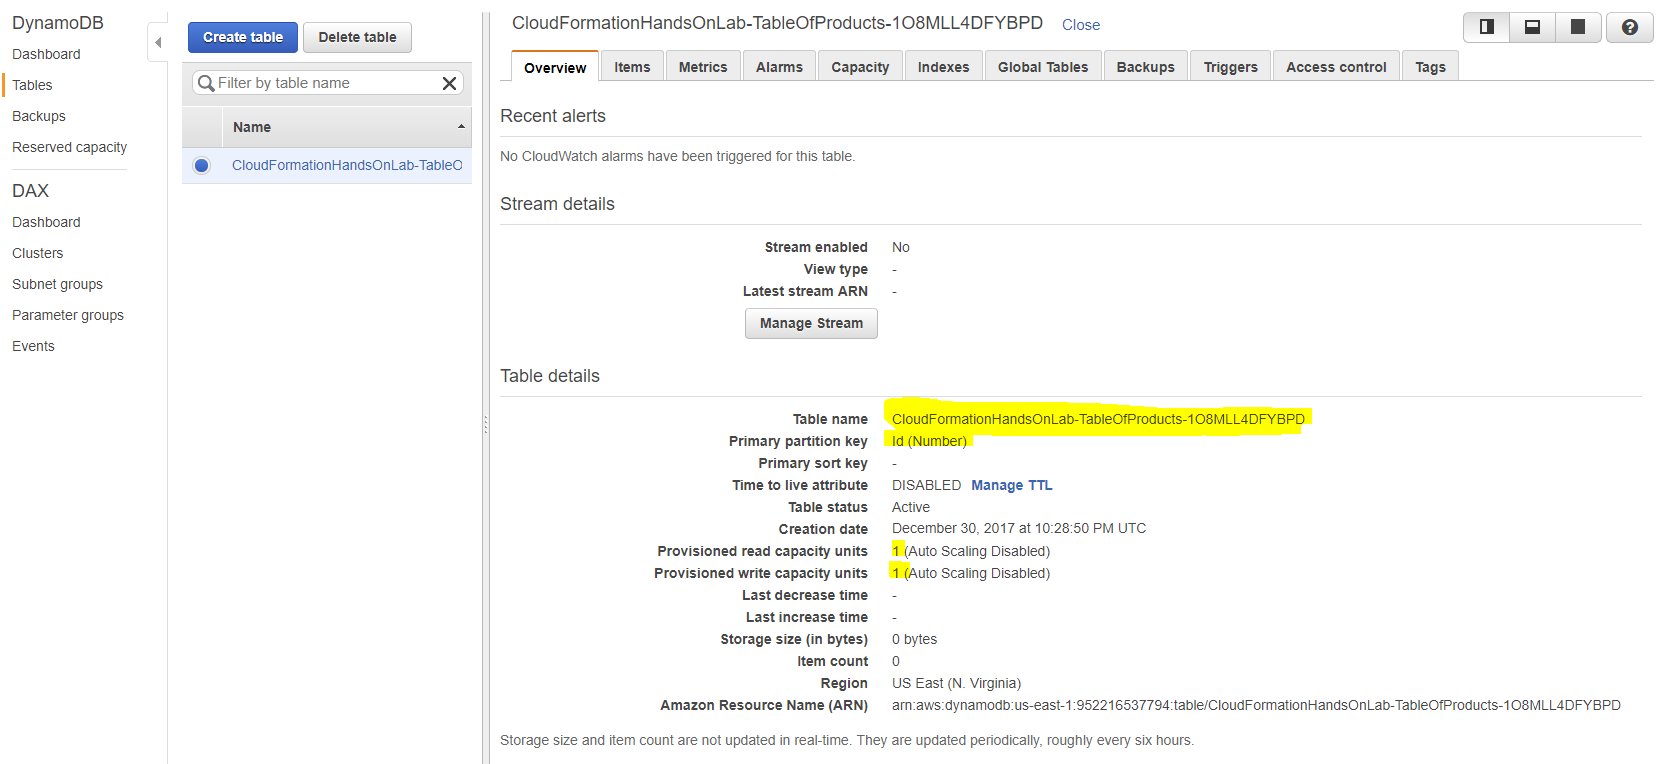 DynamoDB
Dashboard
Tables
Backups
Reserved capacity
DAX
Dashboard
Clusters
Subnet groups
Parameter groups
Events
Create table
Delete table
Filter by table name
Name
CloudFormationHandsOnLab-TableO
CloudFormationHandsOnLab-TableOfProducts-1O8MLL4DFYBPD Close
Overview Items Metrics Alarms Capacity Indexes Global Tables Backups Triggers Access control Tags
Recent alerts
No CloudWatch alarms have been triggered for this table.
Stream details
Stream enabled No
View type -
Latest stream ARN -
Manage Stream
Table details
Table name CloudFormationHandsOnLab-TableOfProducts-1O8MLL4DFYBPD
Primary partition key Id (Number)
Primary sort key -
Time to live attribute DISABLED Manage TTL
Table status Active
Creation date December 30, 2017 at 10:28:50 PM UTC
Provisioned read capacity units 1 (Auto Scaling Disabled)
Provisioned write capacity units 1 (Auto Scaling Disabled)
Last decrease time -
Last increase time -
Storage size (in bytes) 0 bytes
Item count 0
Region US East (N. Virginia)
Amazon Resource Name (ARN) arn:aws:dynamodb:us-east-1:952216537794:table/CloudFormationHandsOnLab-TableOfProducts-1O8MLL4DFYBPD
Storage size and item count are not updated in real-time. They are updated periodically, roughly every six hours.